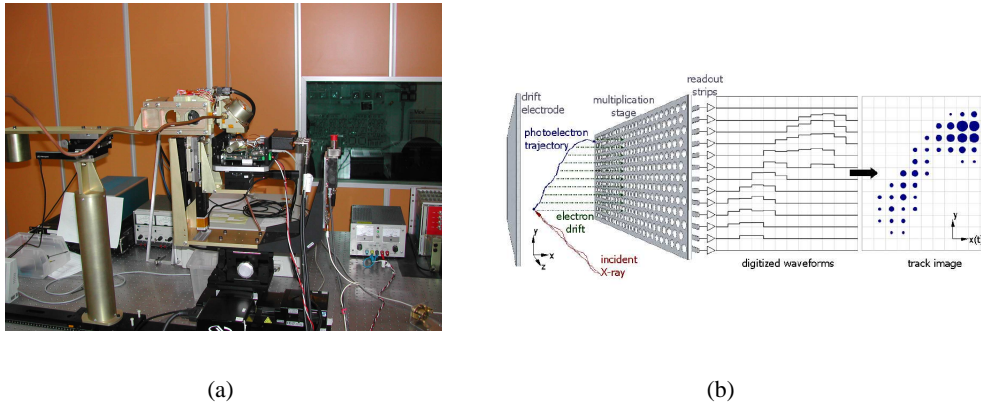 drift
electrode
photoelectron
trajectory
multiplication
stage
readout
strips
electron
drift
incident
X-ray
y
x
z
digitized waveforms
y
x(t)
track image
(a)
(b)